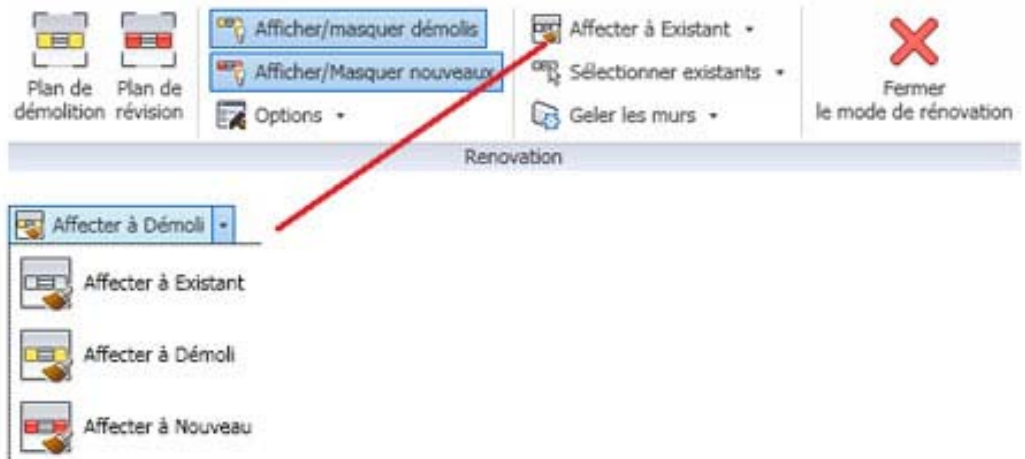 Plan de
démolition
Plan de
révision
Afficher/masquer démolis
Afficher/Masquer nouveaux
Options
Affecter à Existant
Sélectionner existants
Geler les murs
Fermer
le mode de rénovation
Renovation
Affecter à Démoli
Affecter à Existant
Affecter à Démoli
Affecter à Nouveau